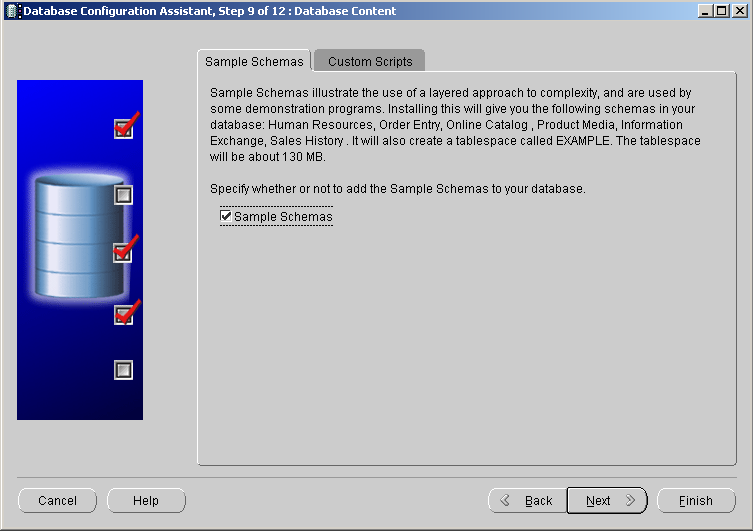 Database Configuration Assistant, Step 9 of 12 : Database Content
Sample Schemas
Custom Scripts
Sample Schemas illustrate the use of a layered approach to complexity, and are used by
some demonstration programs. Installing this will give you the following schemas in your
database: Human Resources, Order Entry, Online Catalog , Product Media, Information
Exchange, Sales History . It will also create a tablespace called EXAMPLE. The tablespace
will be about 130 MB.
Specify whether or not to add the Sample Schemas to your database.
Sample Schemas
Cancel
Help
Back
Next
Finish